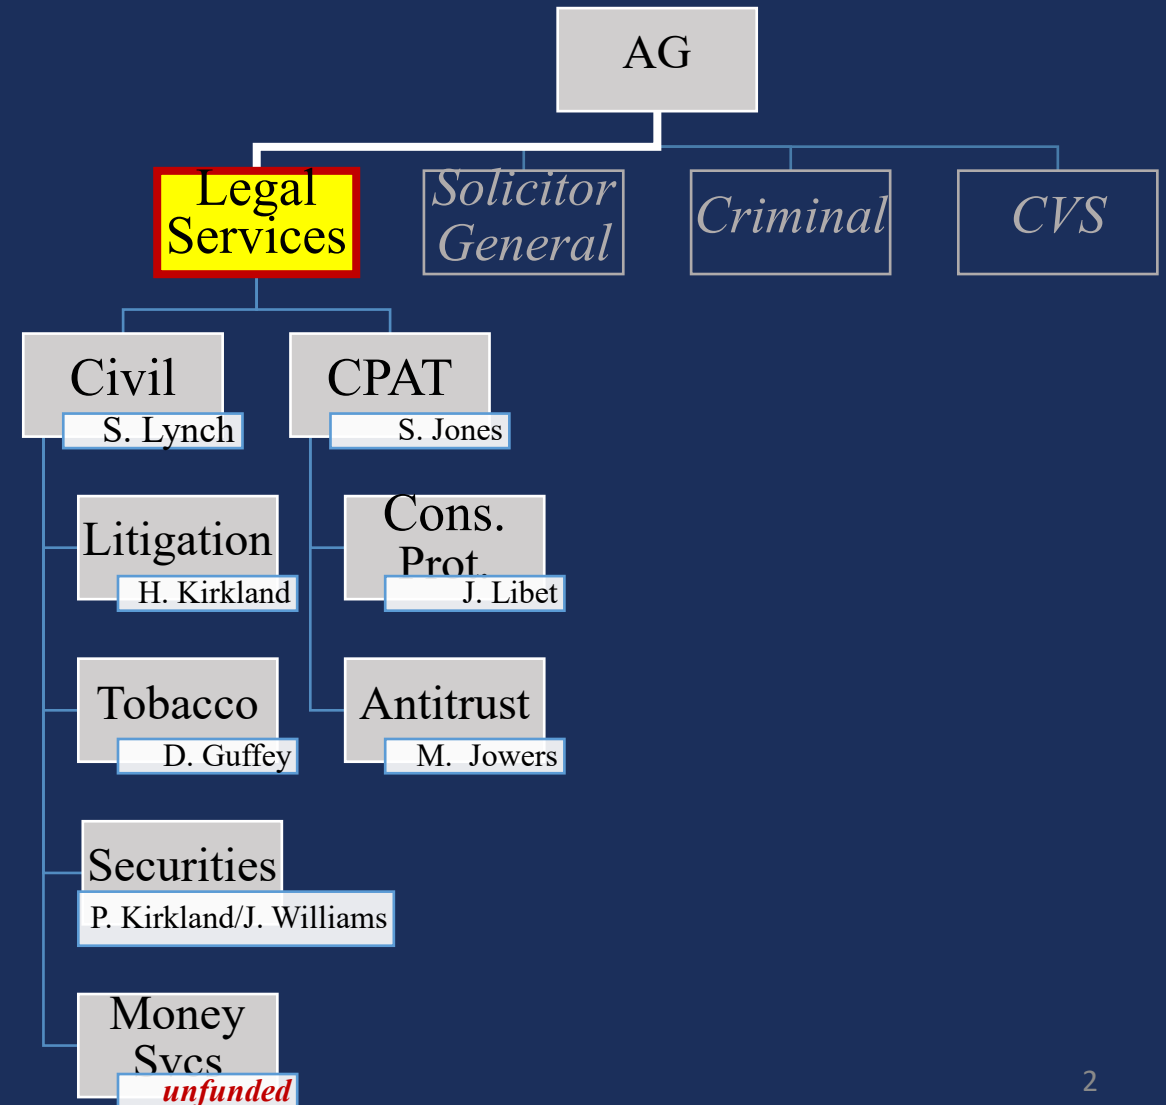 AG
Legal
Services
Solicitor
General
Criminal
CVS
Civil
S. Lynch
CPAT
S. Jones
Litigation
H. Kirkland
Cons.
Prot.
J. Libet
Tobacco
D. Guffey
Antitrust
M. Jowers
Securities
P. Kirkland/J. Williams
Money
Svcs
unfunded
2